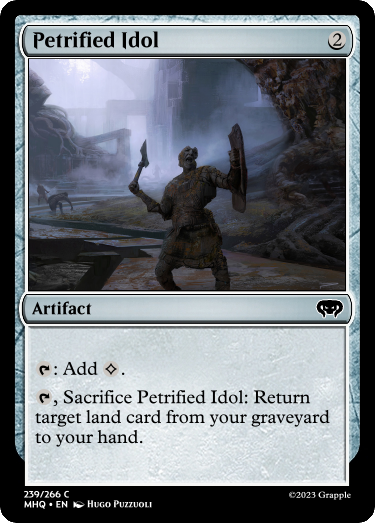 Petrified Idol 2
Artifact
: Add .
, Sacrifice Petrified Idol: Return
target land card from your graveyard
to your hand.
239/266 C
MHQ • EN HUGO PUZZUOLI
©2023 Grapple